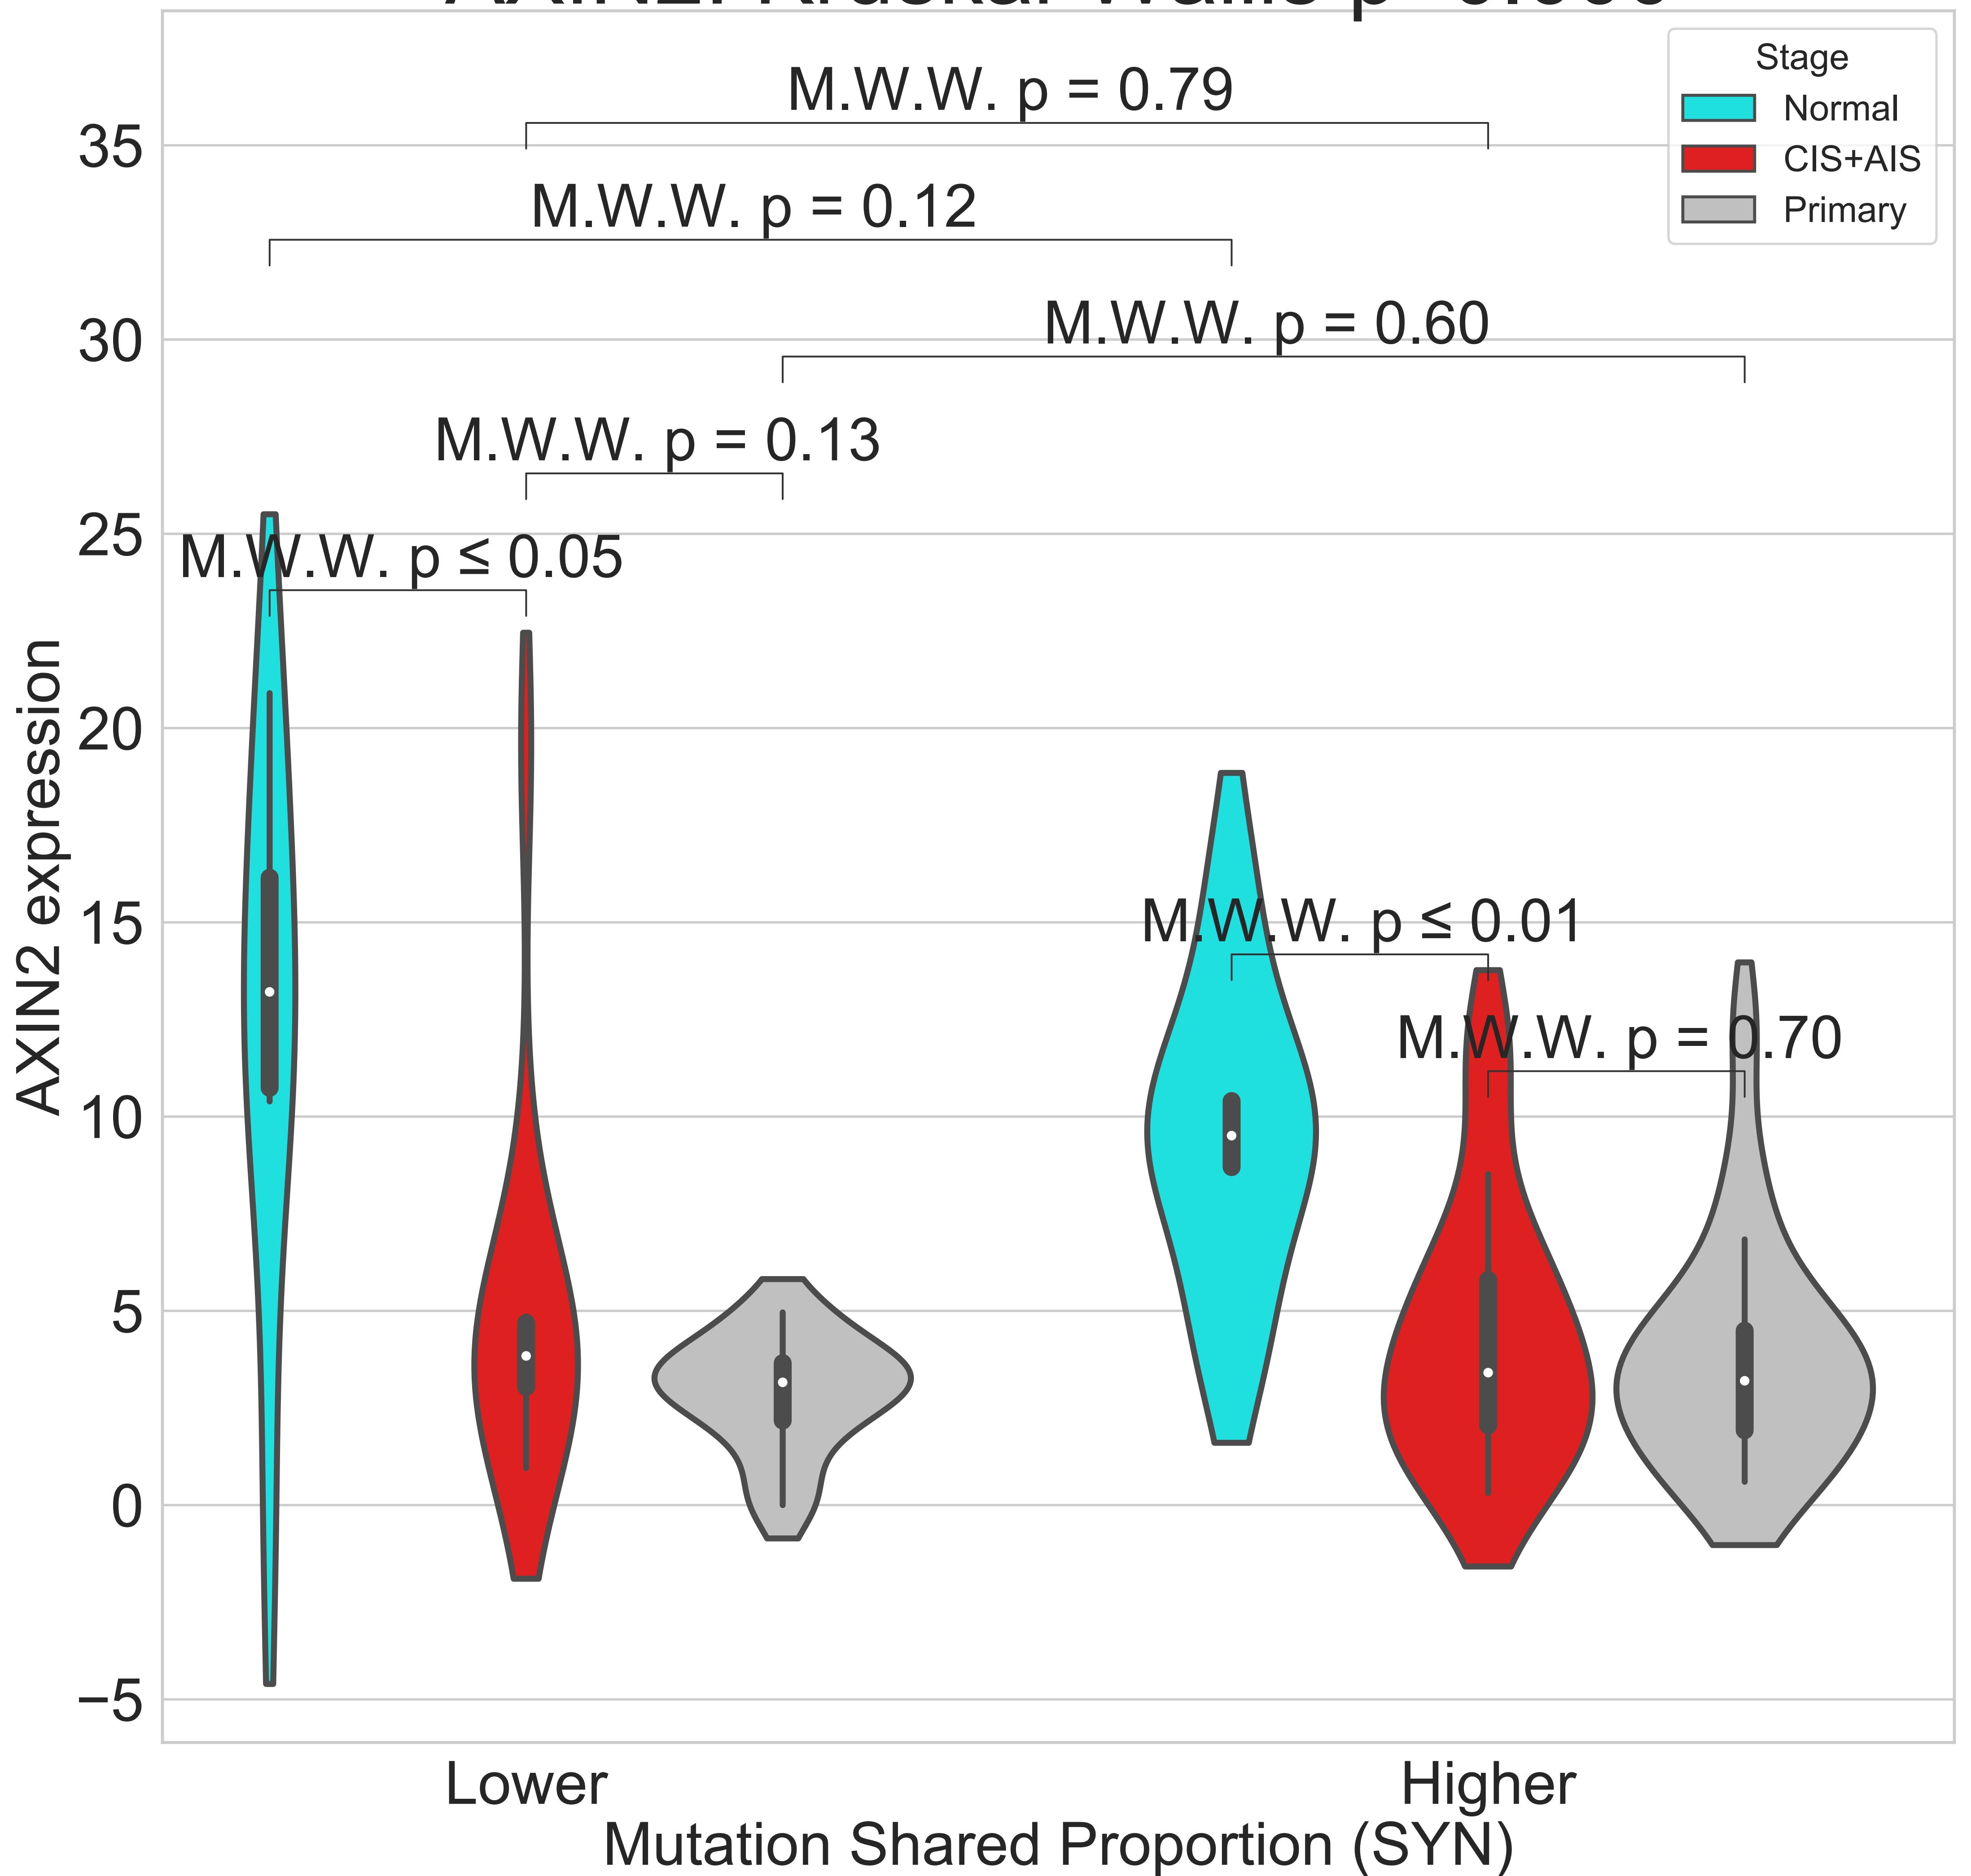 Stage
Normal
CIS+AIS
Primary
M.W.W. p = 0.79
M.W.W. p = 0.12
M.W.W. p = 0.60
M.W.W. p = 0.13
M.W.W. p ≤ 0.05
M.W.W. p ≤ 0.01
M.W.W. p = 0.70
35
30
25
20
15
10
5
0
−5
AXIN2 expression
Lower
Higher
Mutation Shared Proportion (SYN)